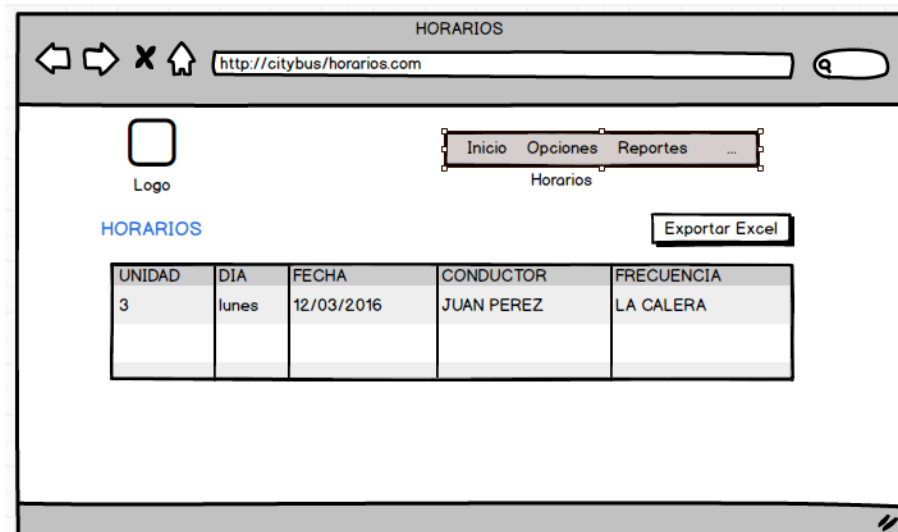 HORARIOS
http://citybus/horarios.com
Inicio Opciones Reportes ...
Logo
Horarios
HORARIOS
Exportar Excel
UNIDAD DIA FECHA CONDUCTOR FRECUENCIA
3 lunes 12/03/2016 JUAN PEREZ LA CALERA